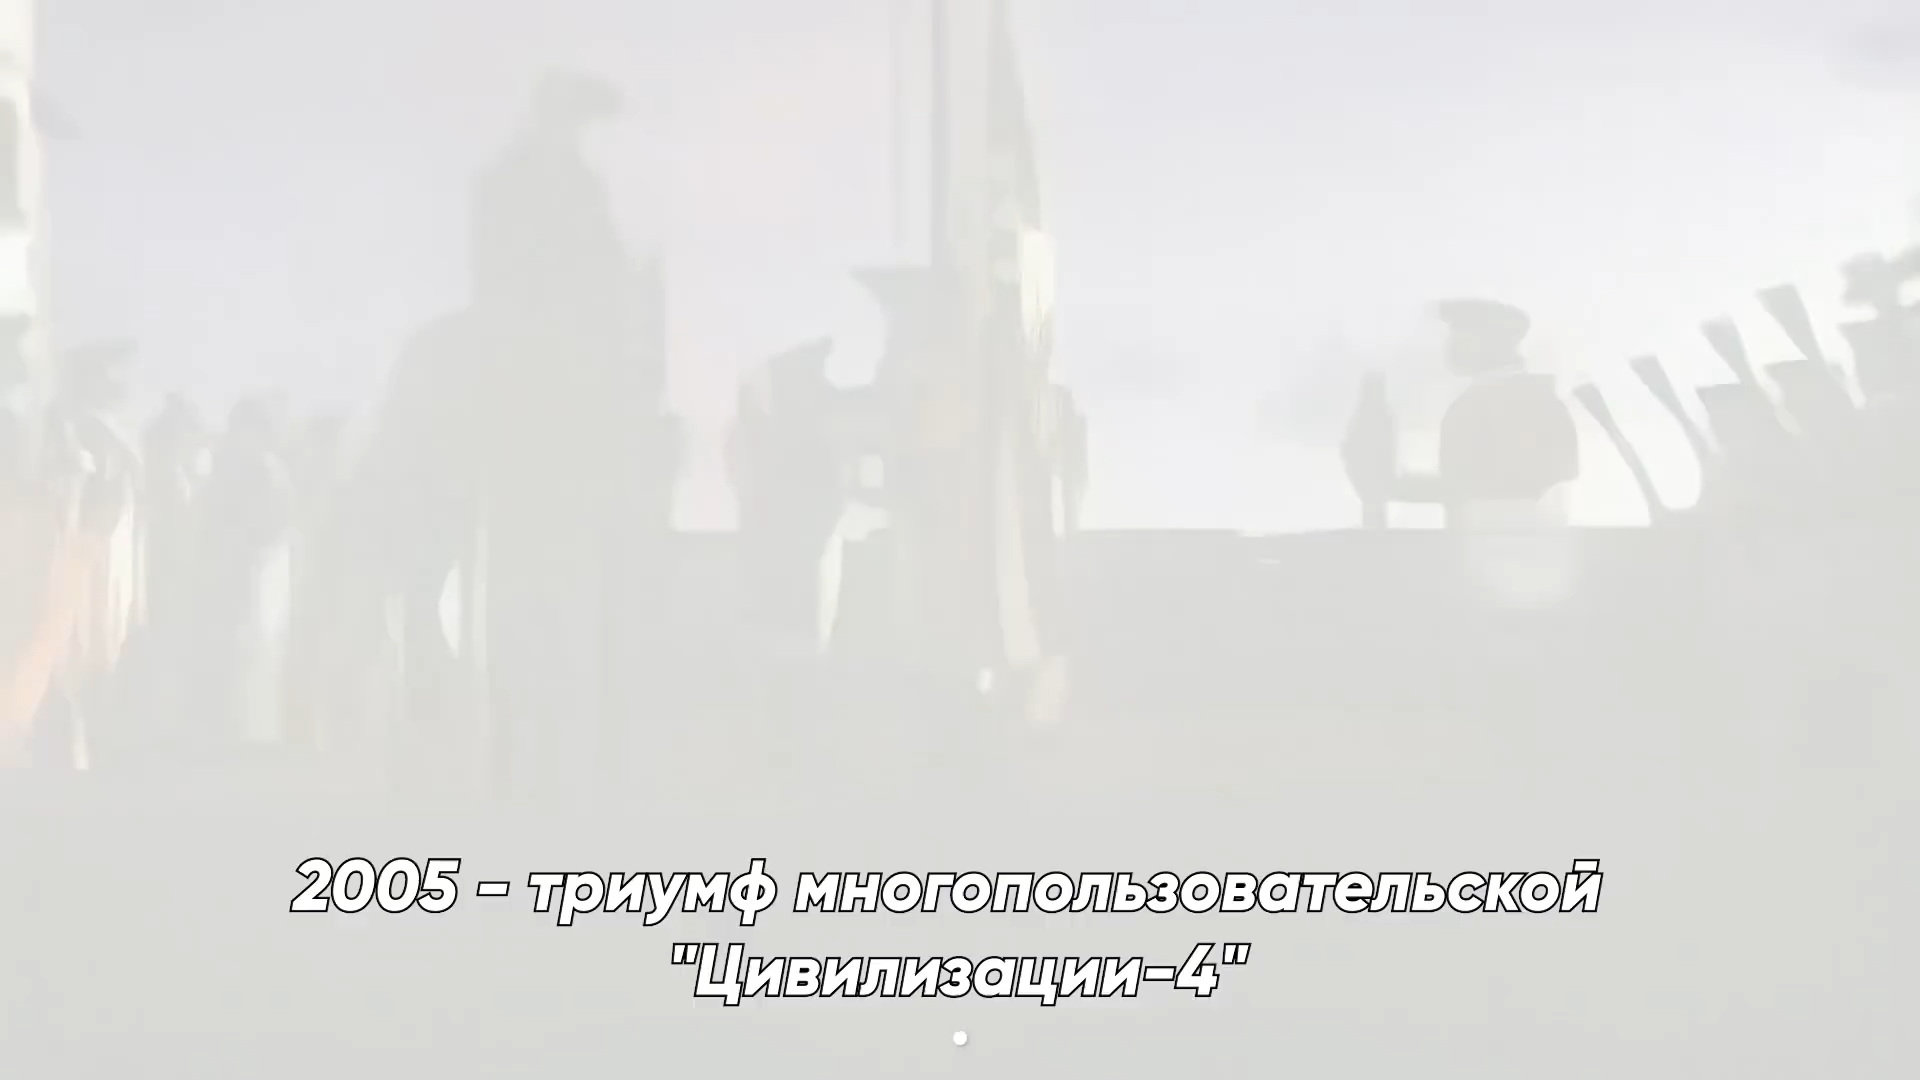 2005 - триумф многопользовательской
"Цивилизации-4"